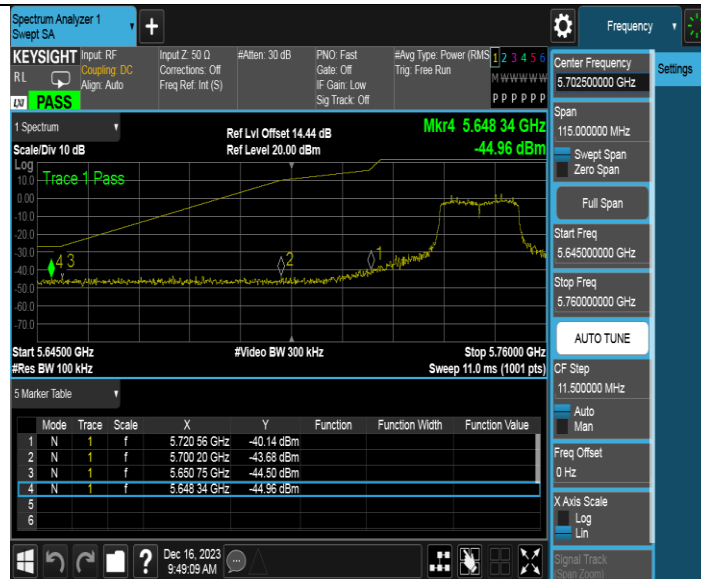 Spectrum Analyzer 1
Swept SA
Frequency
KEYSIGHT
RL
LXI
PASS
Input: RF
Coupling: DC
Align: Auto
Input Z: 50 Ω
Corrections: Off
Freq Ref: Int (S)
#Atten: 30 dB
PNO: Fast
Gate: Off
IF Gain: Low
Sig Track: Off
#Avg Type: Power (RMS
Trig: Free Run
1 2 3 4 5 6
M W W W W W
P P P P P P
1 Spectrum
Scale/Div 10 dB
Ref Lvl Offset 14.44 dB
Ref Level 20.00 dBm
Mkr4 5.648 34 GHz
-44.96 dBm
Log
Trace 1 Pass
10.0
0.00
-10.0
-20.0
-30.0
-40.0
-50.0
-60.0
-70.0
4 3
2
1
Start 5.64500 GHz
#Video BW 300 kHz
Stop 5.76000 GHz
#Res BW 100 kHz
Sweep 11.0 ms (1001 pts)
5 Marker Table
Mode Trace Scale X Y Function Function Width Function Value
1 N 1 f 5.720 56 GHz -40.14 dBm
2 N 1 f 5.700 20 GHz -43.68 dBm
3 N 1 f 5.650 75 GHz -44.50 dBm
4 N 1 f 5.648 34 GHz -44.96 dBm
5
6
Dec 16, 2023
9:49:09 AM
?
Center Frequency
5.702500000 GHz
Settings
Span
115.000000 MHz
Swept Span
Zero Span
Full Span
Start Freq
5.645000000 GHz
Stop Freq
5.760000000 GHz
AUTO TUNE
CF Step
11.500000 MHz
Auto
Man
Freq Offset
0 Hz
X Axis Scale
Log
Lin
Signal Track
(Span Zoom)